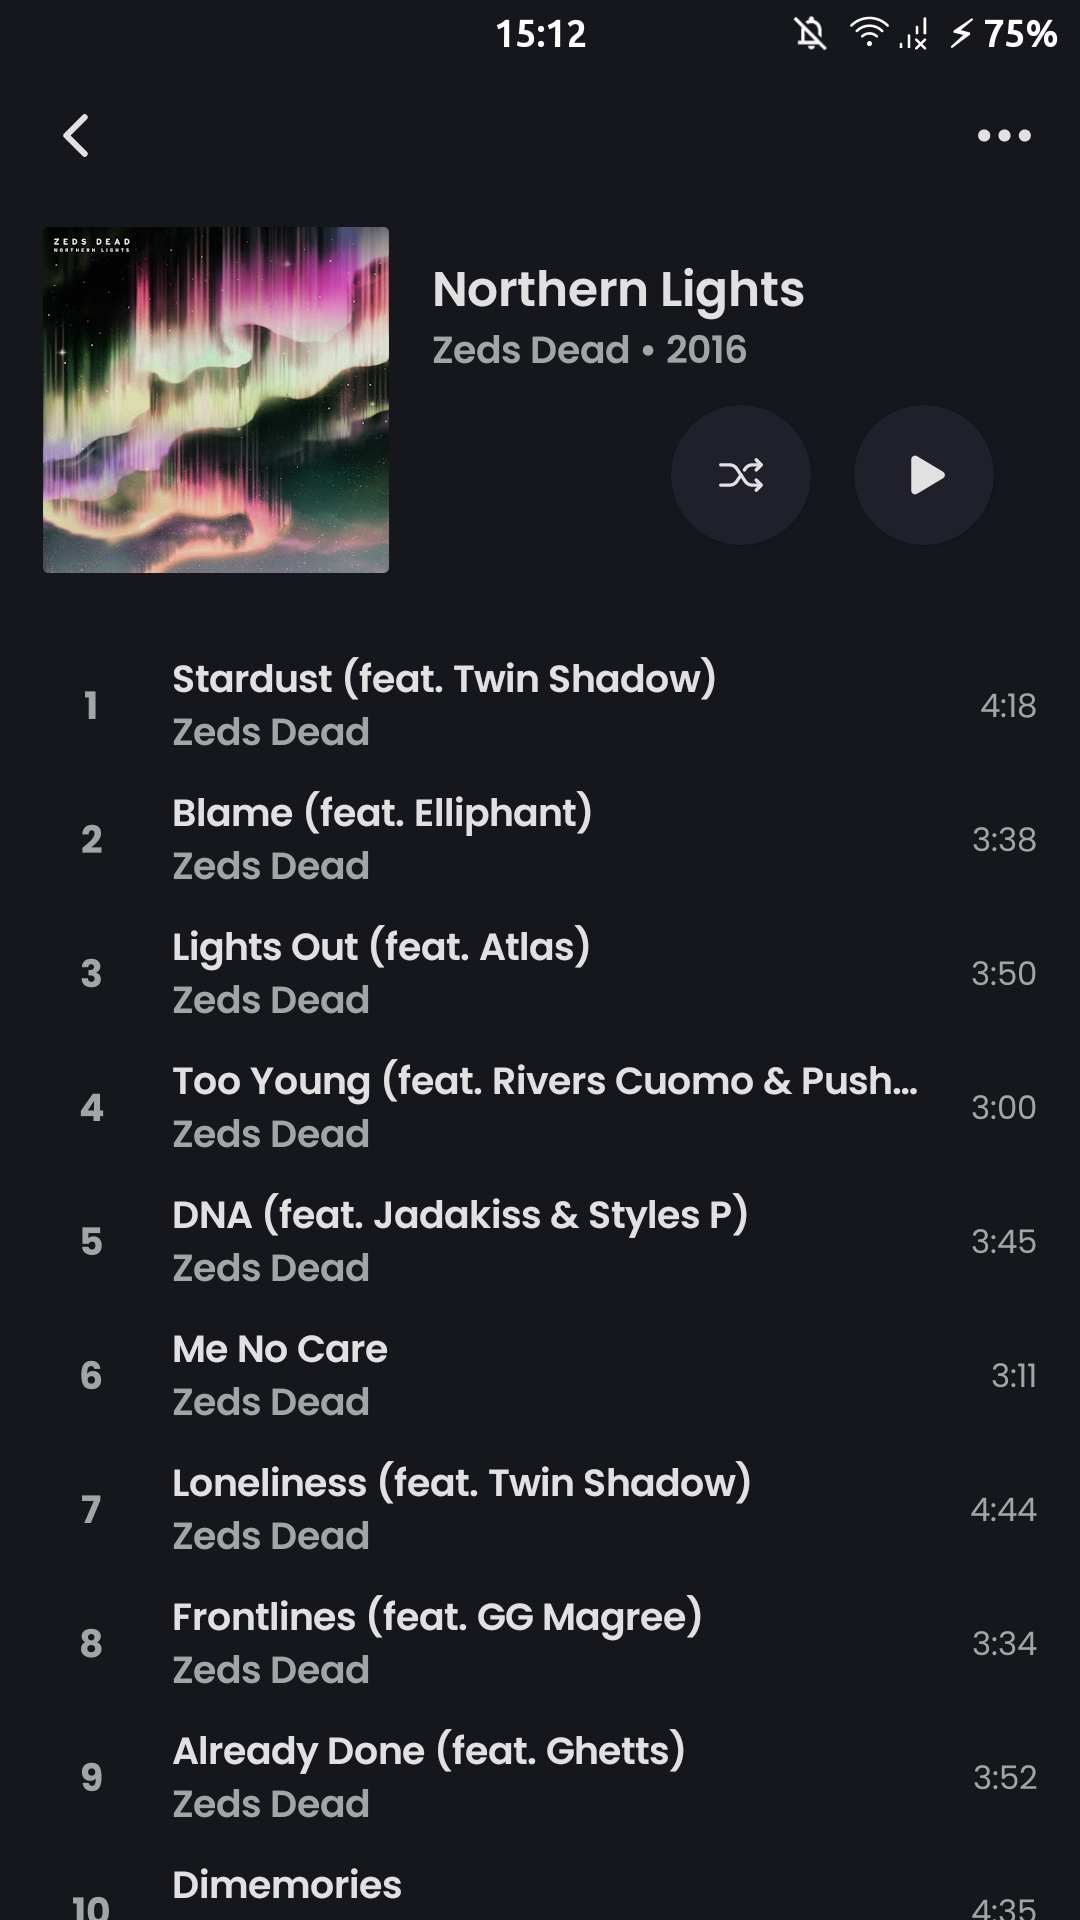 15:12
75%
ZEDS DEAD
NORTHERN LIGHTS
Northern Lights
Zeds Dead • 2016
1
Stardust (feat. Twin Shadow)
Zeds Dead
4:18
2
Blame (feat. Elliphant)
Zeds Dead
3:38
3
Lights Out (feat. Atlas)
Zeds Dead
3:50
4
Too Young (feat. Rivers Cuomo & Push...
Zeds Dead
3:00
5
DNA (feat. Jadakiss & Styles P)
Zeds Dead
3:45
6
Me No Care
Zeds Dead
3:11
7
Loneliness (feat. Twin Shadow)
Zeds Dead
4:44
8
Frontlines (feat. GG Magree)
Zeds Dead
3:34
9
Already Done (feat. Ghetts)
Zeds Dead
3:52
10
Dimemories
4:35